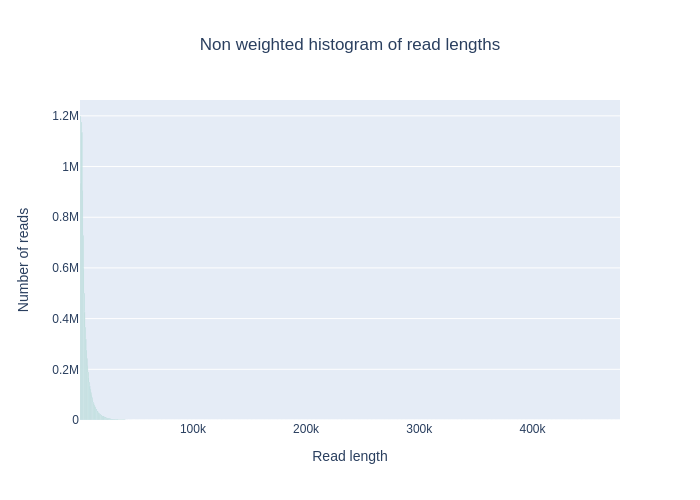 Non weighted histogram of read lengths
1.2M
1M
0.8M
0.6M
0.4M
0.2M
0
Number of reads
100k
200k
300k
400k
Read length